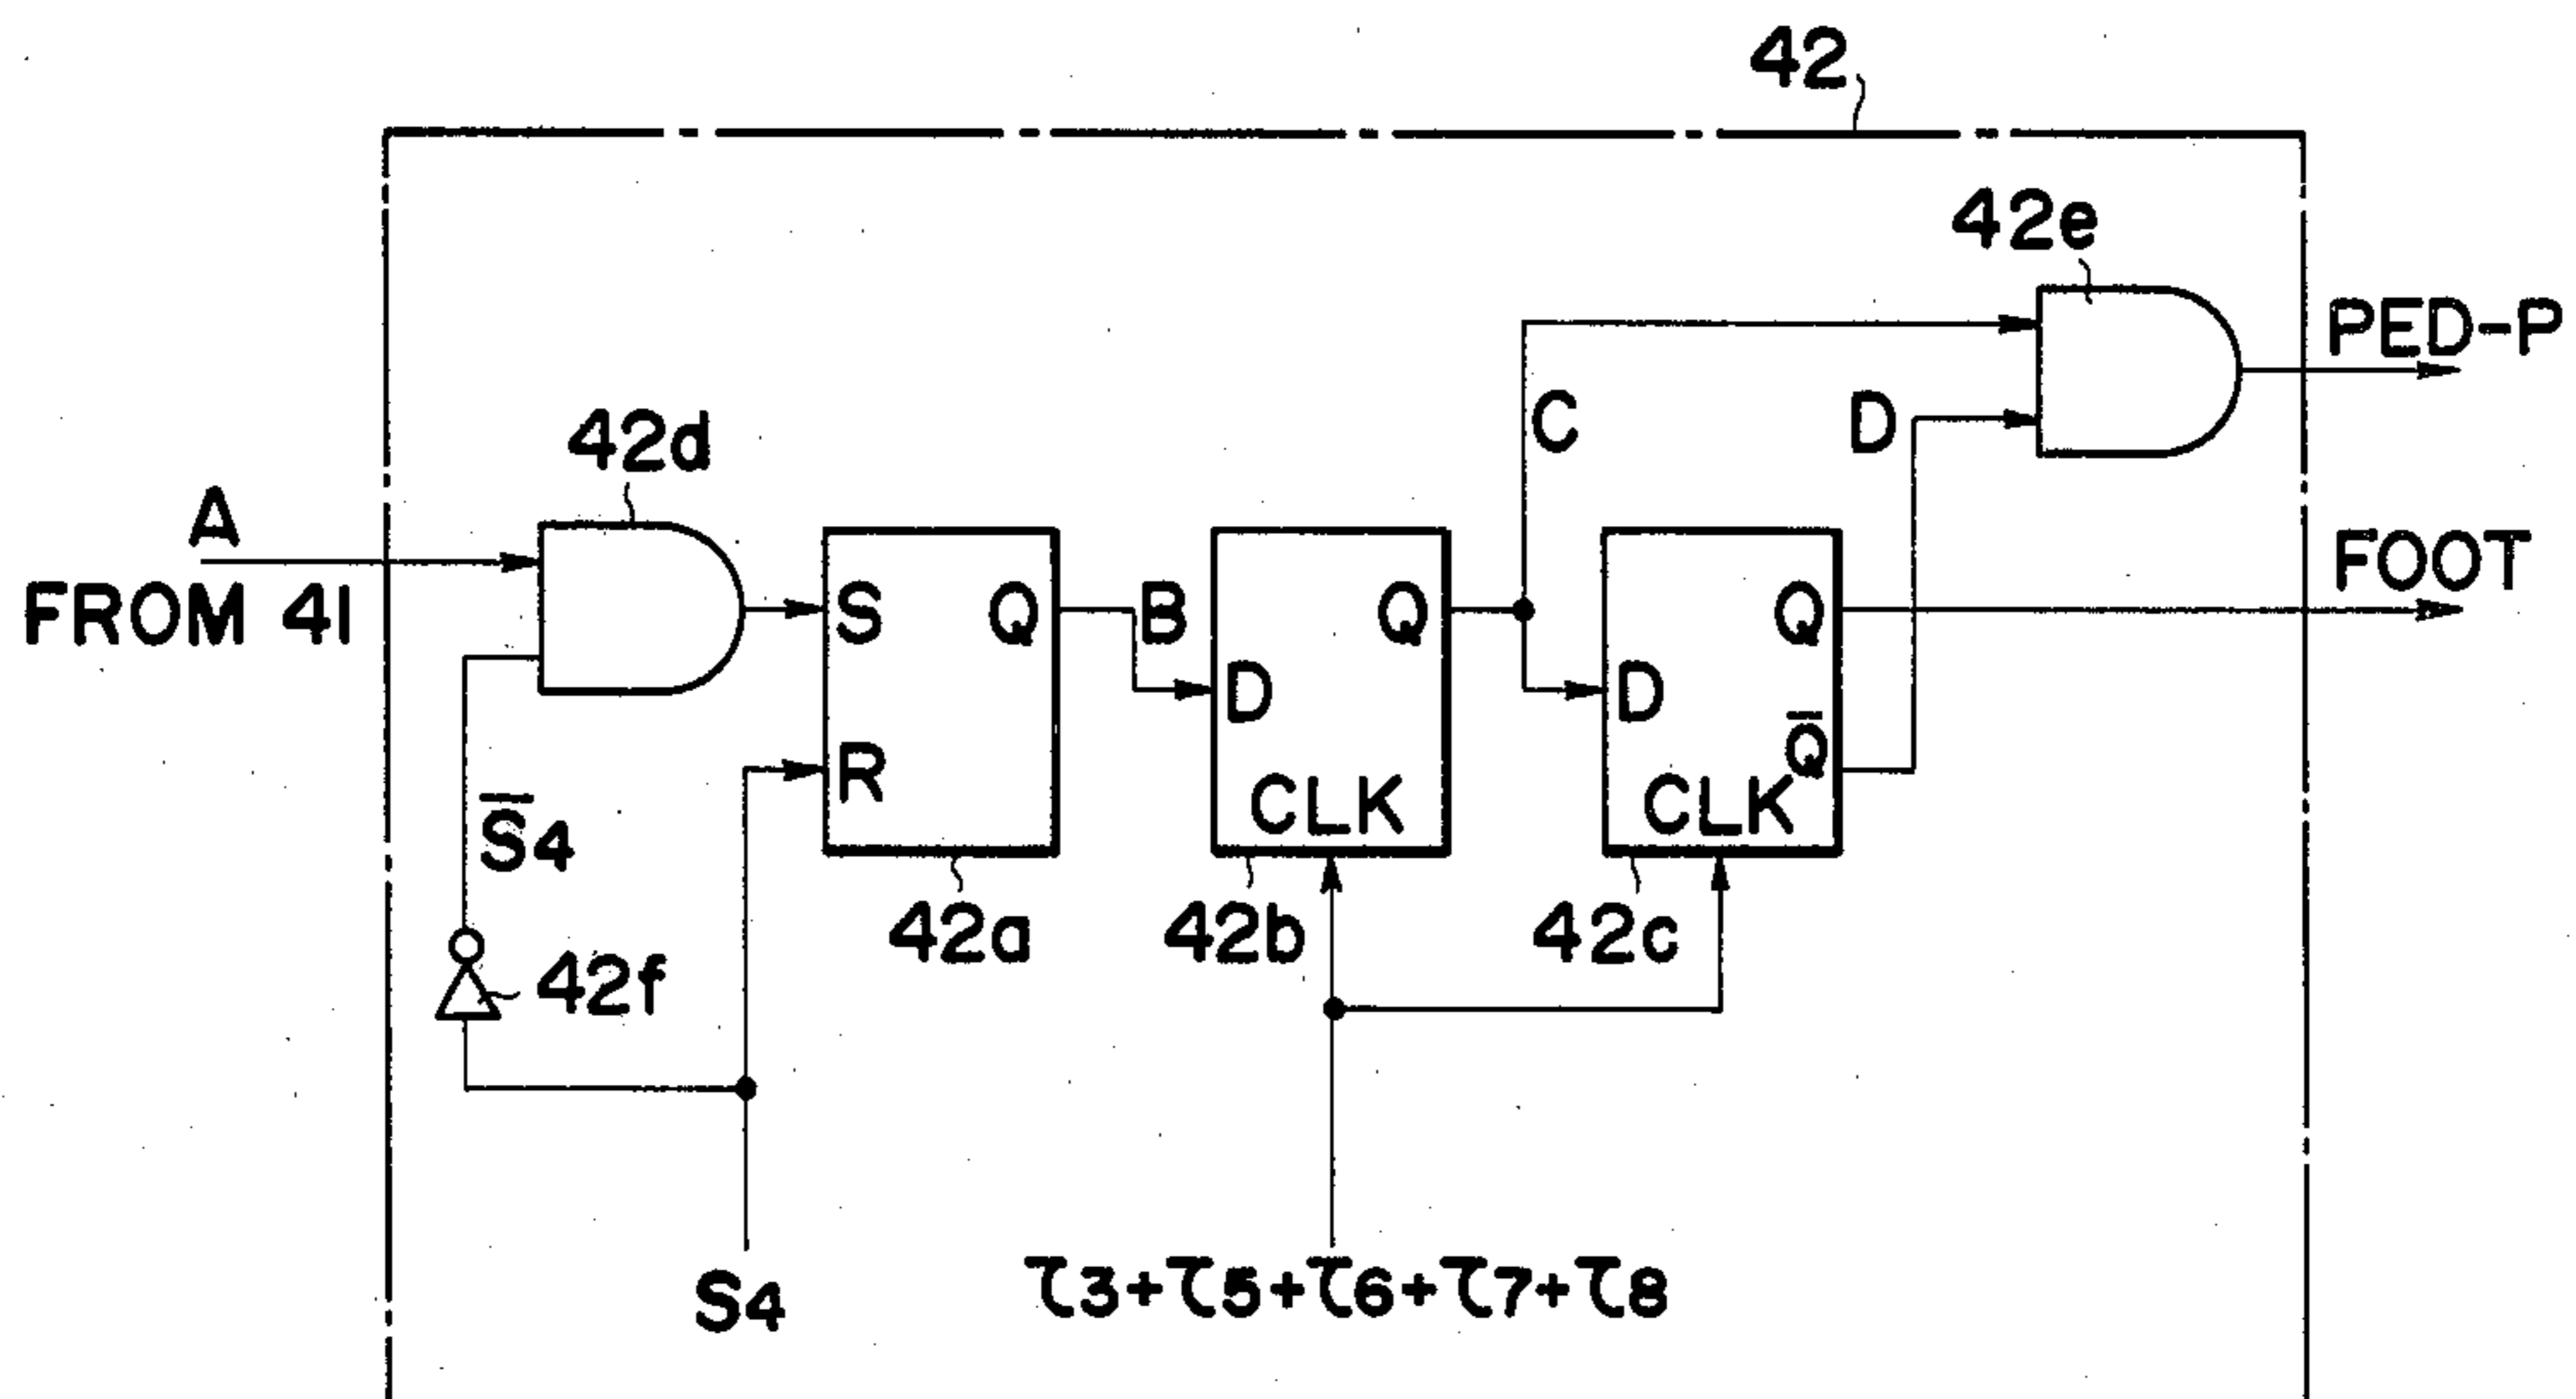 42
42e
PED-P
42d
C
D
A
FROM 41
FOOT
S
Q
B
Q
Q
D
D
R
Q̅
CLK
CLK
S̅4
42a
42b
42c
42f
S4
τ3+τ5+τ6+τ7+τ8